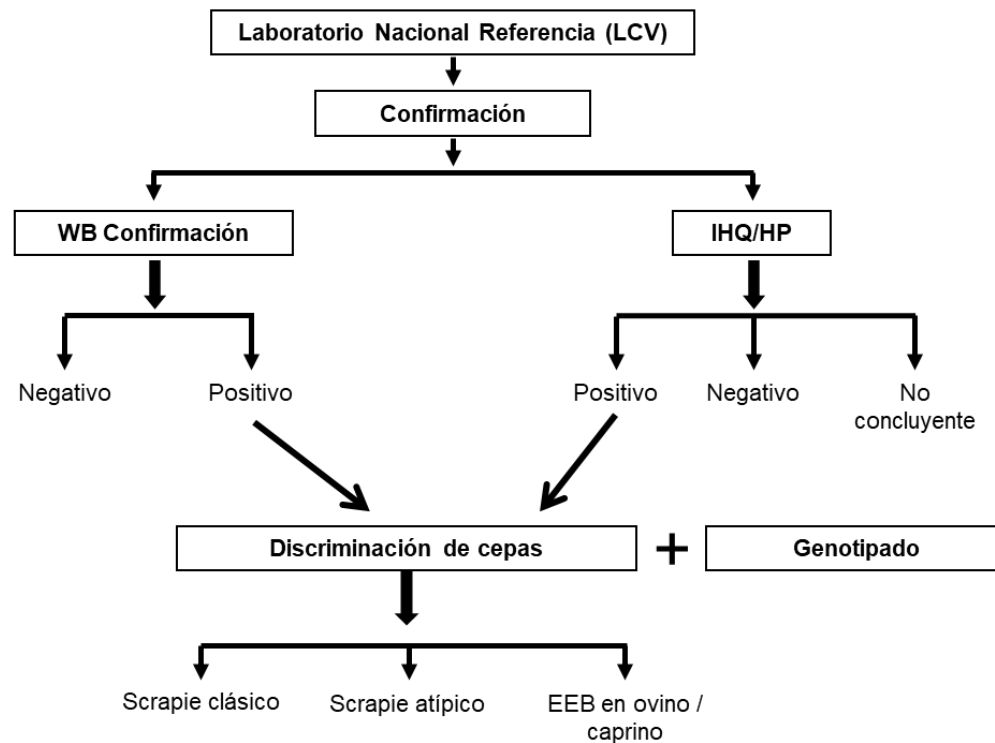 Laboratorio Nacional Referencia (LCV)
Confirmación
WB Confirmación
IHQ/HP
Negativo
Positivo
Positivo
Negativo
No
concluyente
Discriminación de cepas
+
Genotipado
Scrapie clásico
Scrapie atípico
EEB en ovino /
caprino